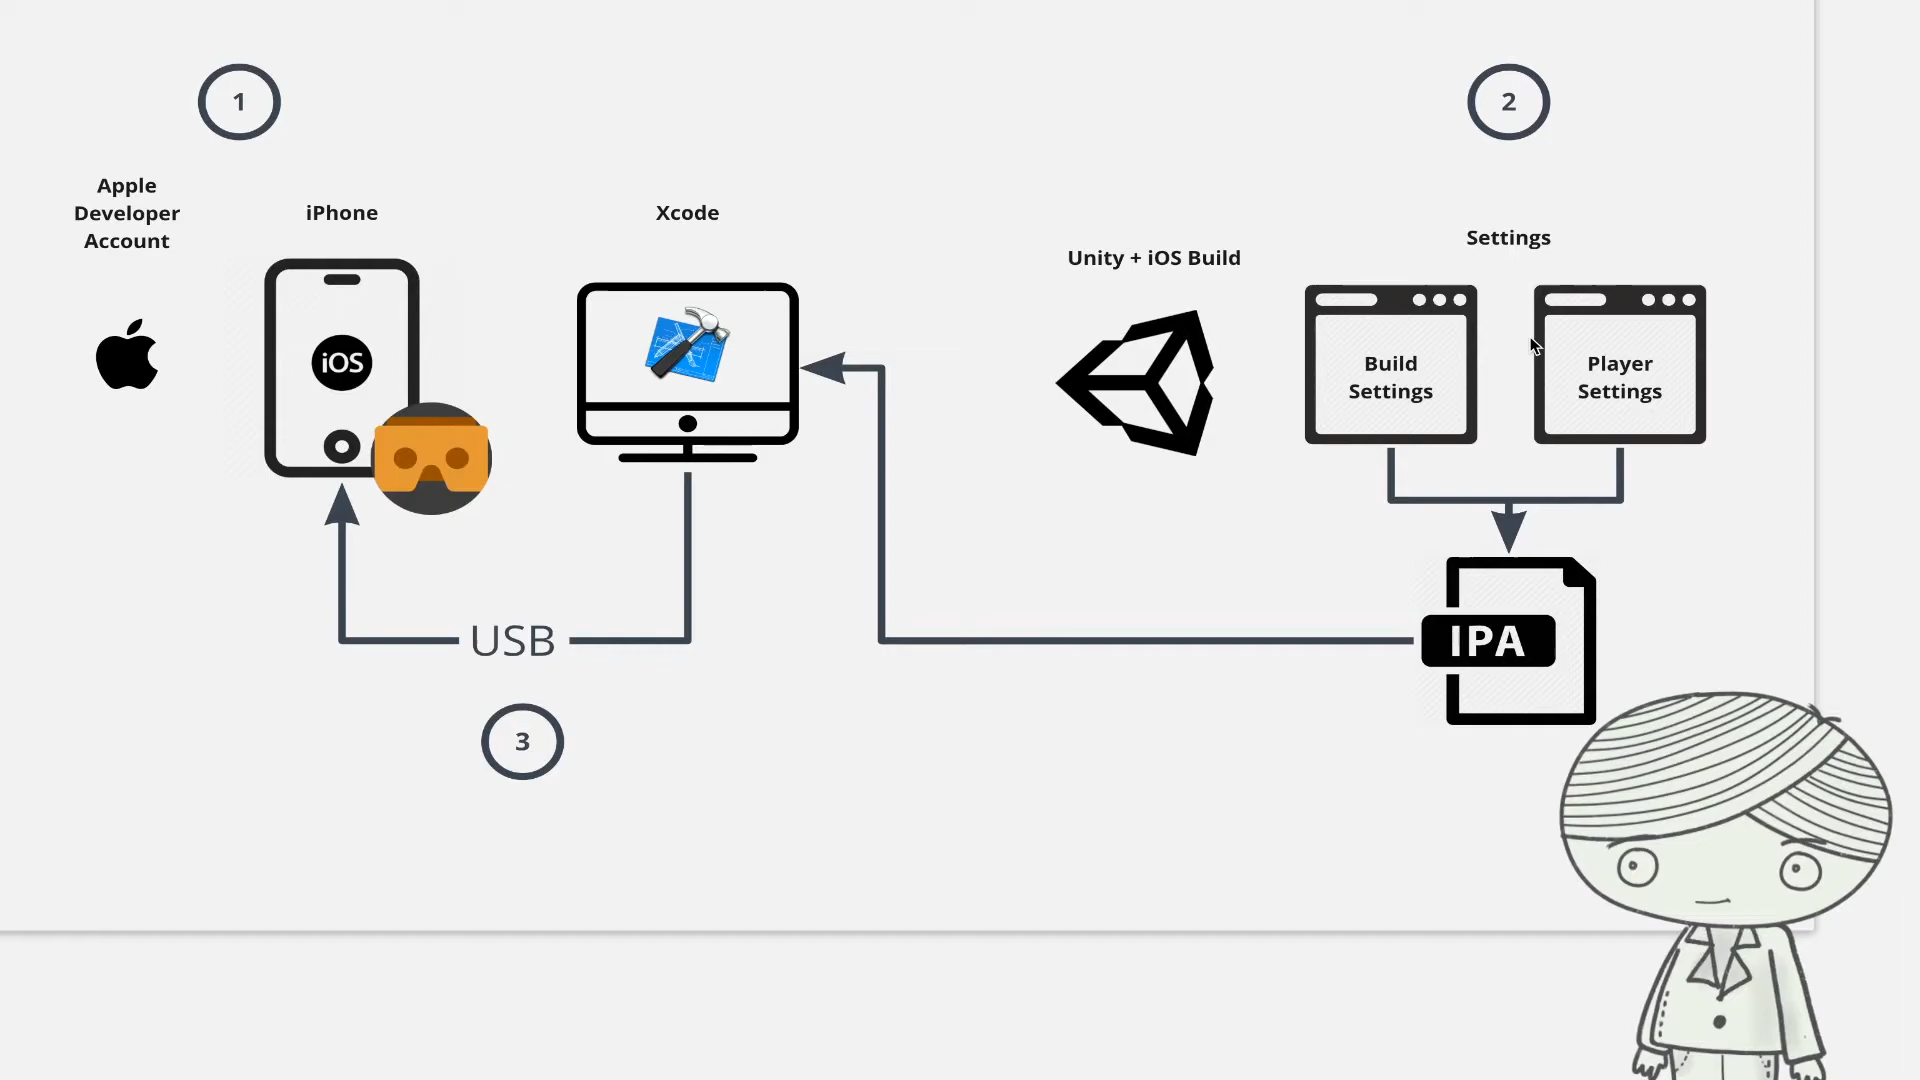 1
2
Apple
Developer
Account
iPhone
Xcode
Unity + iOS Build
Settings
iOS
Build
Settings
Player
Settings
USB
IPA
3